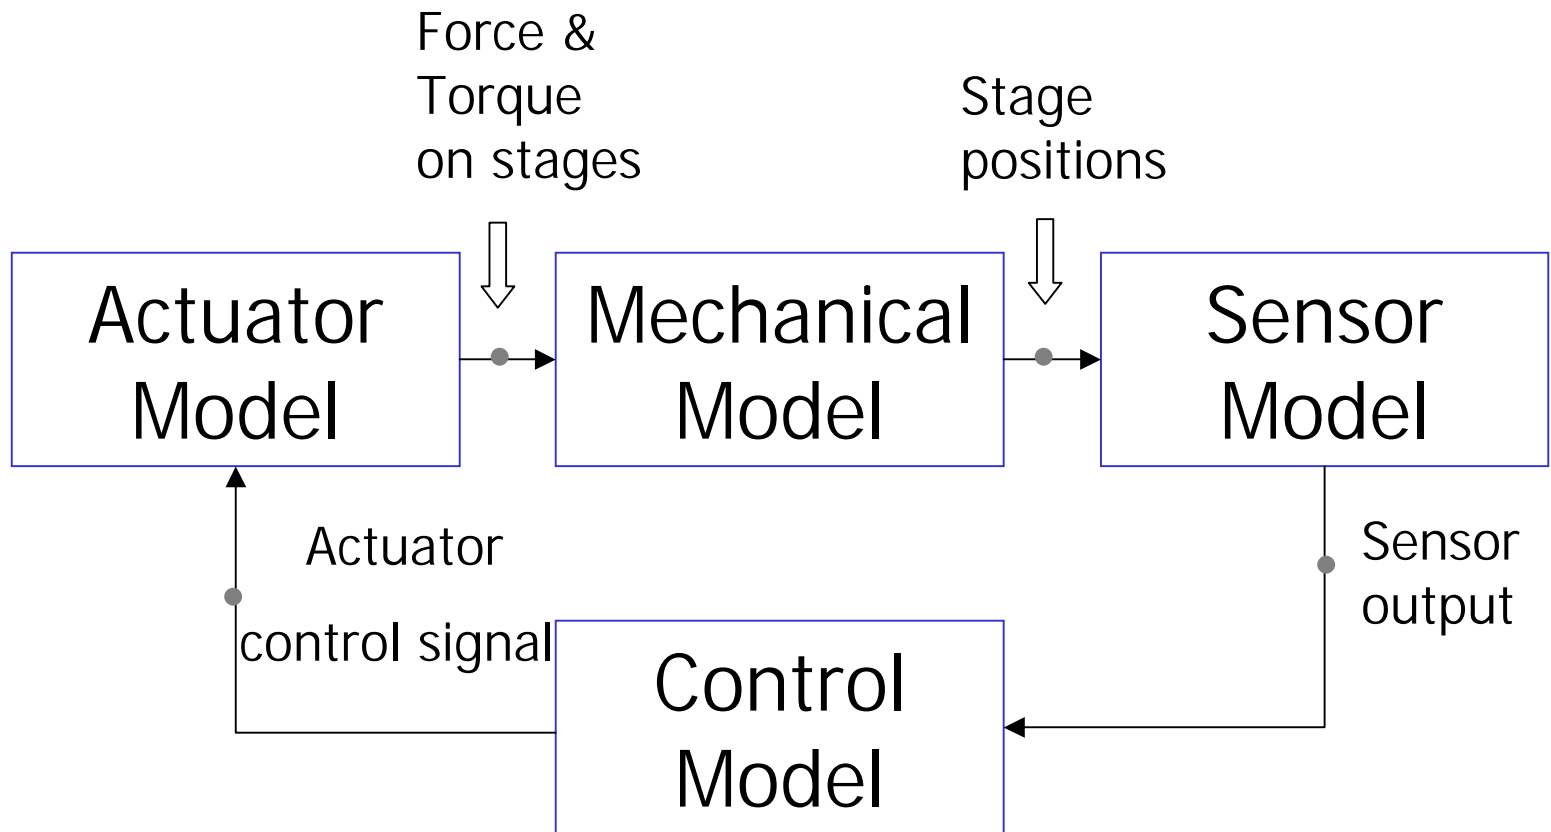 Force &
Torque
on stages
Stage
positions
Actuator
Model
Mechanical
Model
Sensor
Model
Actuator
control signal
Sensor
output
Control
Model